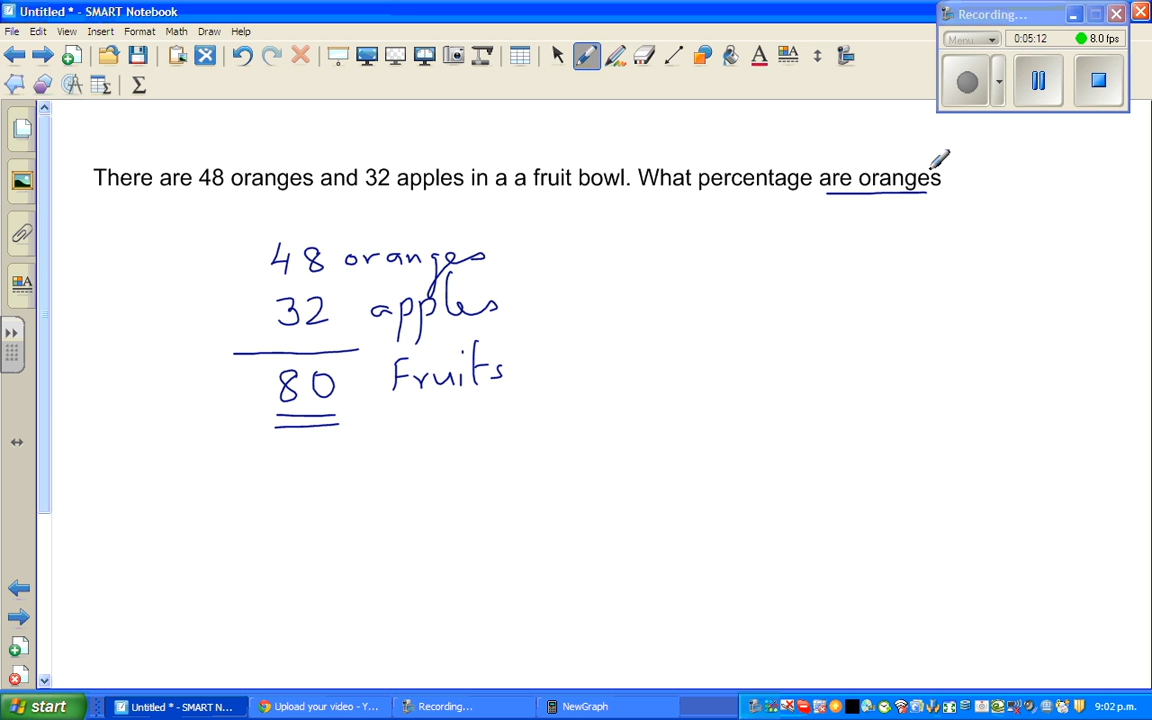 Untitled * - SMART Notebook
Recording...
File Edit View Insert Format Math Draw Help
Menu 0:05:12 8.0 fps
There are 48 oranges and 32 apples in a a fruit bowl. What percentage are oranges
48 oranges
32 apples
80 Fruits
start Untitled * - SMART N... Upload your video - Y... Recording... NewGraph 9:02 p.m.